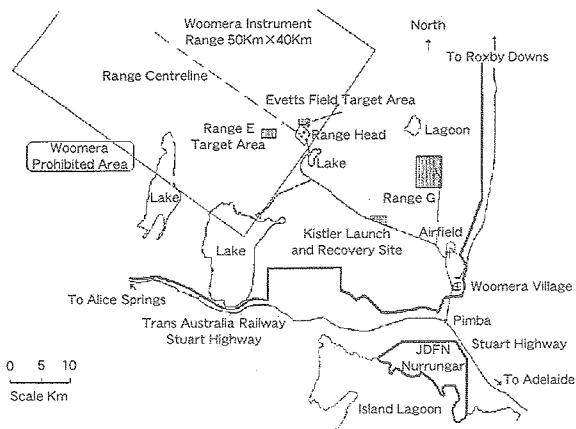 Woomera Instrument
Range 50Km×40Km
North
To Roxby Downs
Range Centreline
Evetts Field Target Area
Range E
Target Area
Range Head
Lagoon
Woomera
Prohibited Area
Lake
Lake
Range G
Lake
Kistler Launch
and Recovery Site
Airfield
Woomera Village
To Alice Springs
Trans Australia Railway
Stuart Highway
Pimba
JDFN
Nurrungar
Stuart Highway
To Adelaide
Island Lagoon
0 5 10
Scale Km